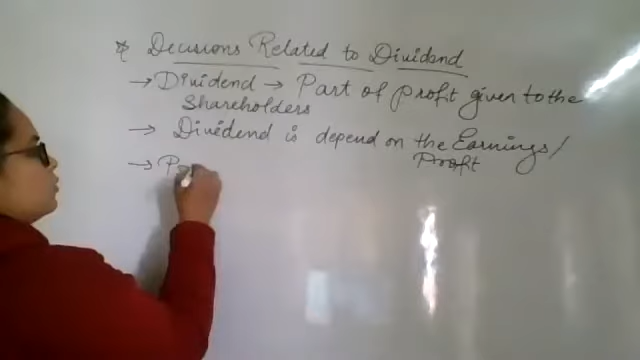 * Decisions Related to Dividend
→ Dividend → Part of profit given to the
Shareholders
→ Dividend is depend on the Earnings/
Profit
→